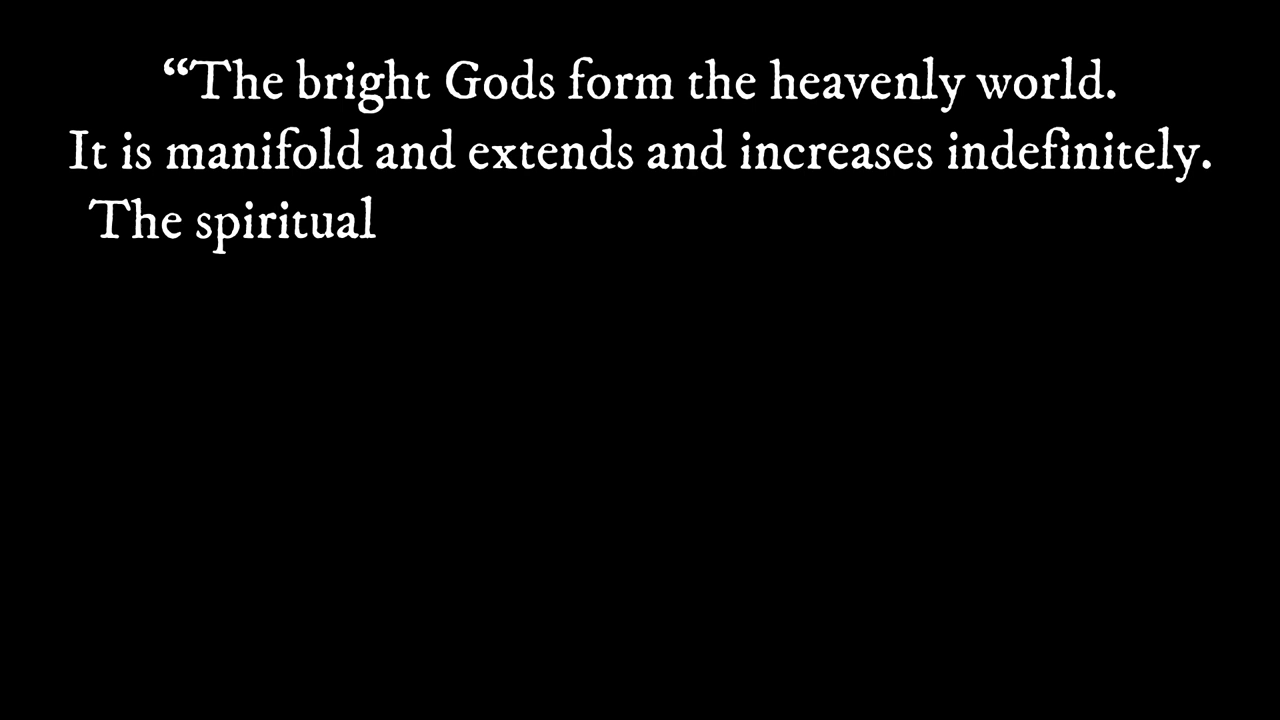 “The bright Gods form the heavenly world.
It is manifold and extends and increases indefinitely.
The spiritual